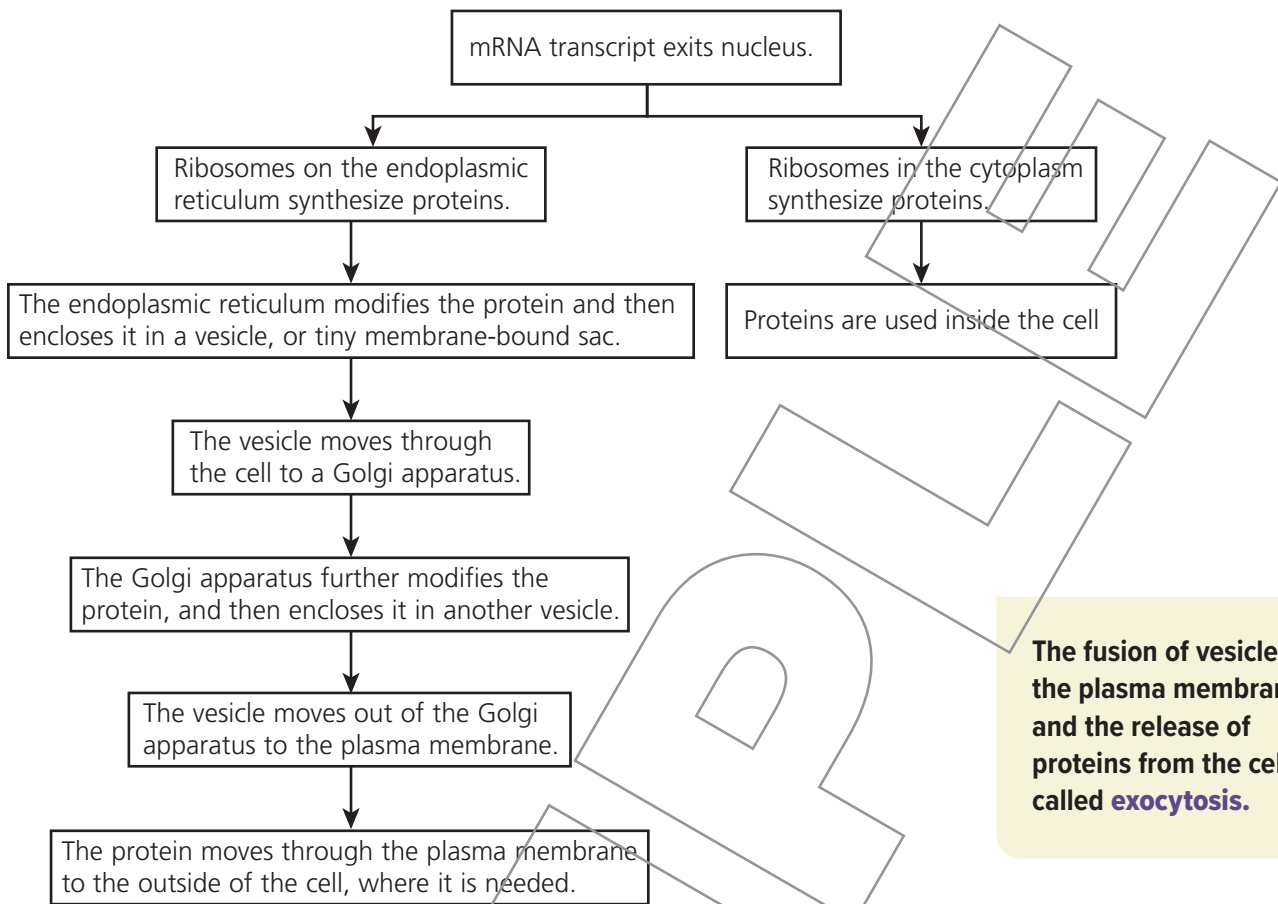 mRNA transcript exits nucleus.
Ribosomes on the endoplasmic
reticulum synthesize proteins.
Ribosomes in the cytoplasm
synthesize proteins.
The endoplasmic reticulum modifies the protein and then
encloses it in a vesicle, or tiny membrane-bound sac.
Proteins are used inside the cell
The vesicle moves through
the cell to a Golgi apparatus.
The Golgi apparatus further modifies the
protein, and then encloses it in another vesicle.
The vesicle moves out of the Golgi
apparatus to the plasma membrane.
The protein moves through the plasma membrane
to the outside of the cell, where it is needed.
The fusion of vesicle
the plasma membra
and the release of
proteins from the ce
called exocytosis.
PLE